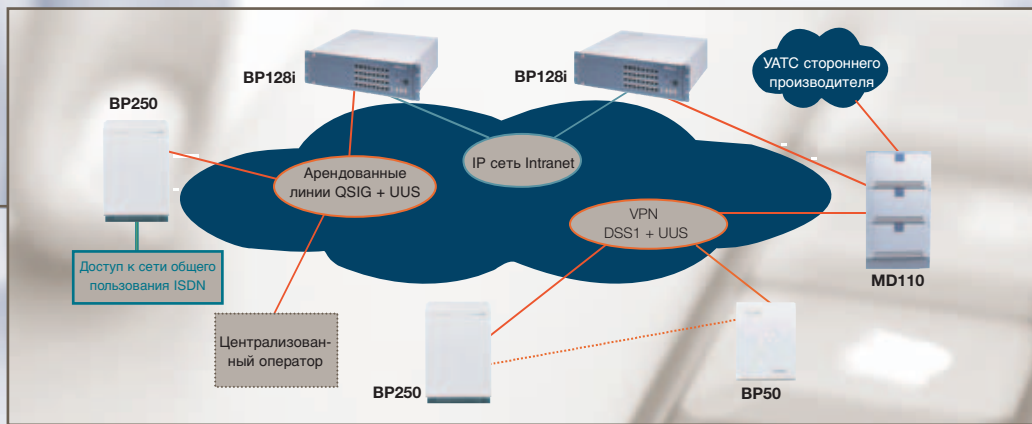 BP128i
BP128i
УАТС стороннего
производителя
BP250
IP сеть Intranet
Арендованные
линии QSIG + UUS
VPN
DSS1 + UUS
Доступ к сети общего
пользования ISDN
MD110
Централизован-
ный оператор
BP250
BP50